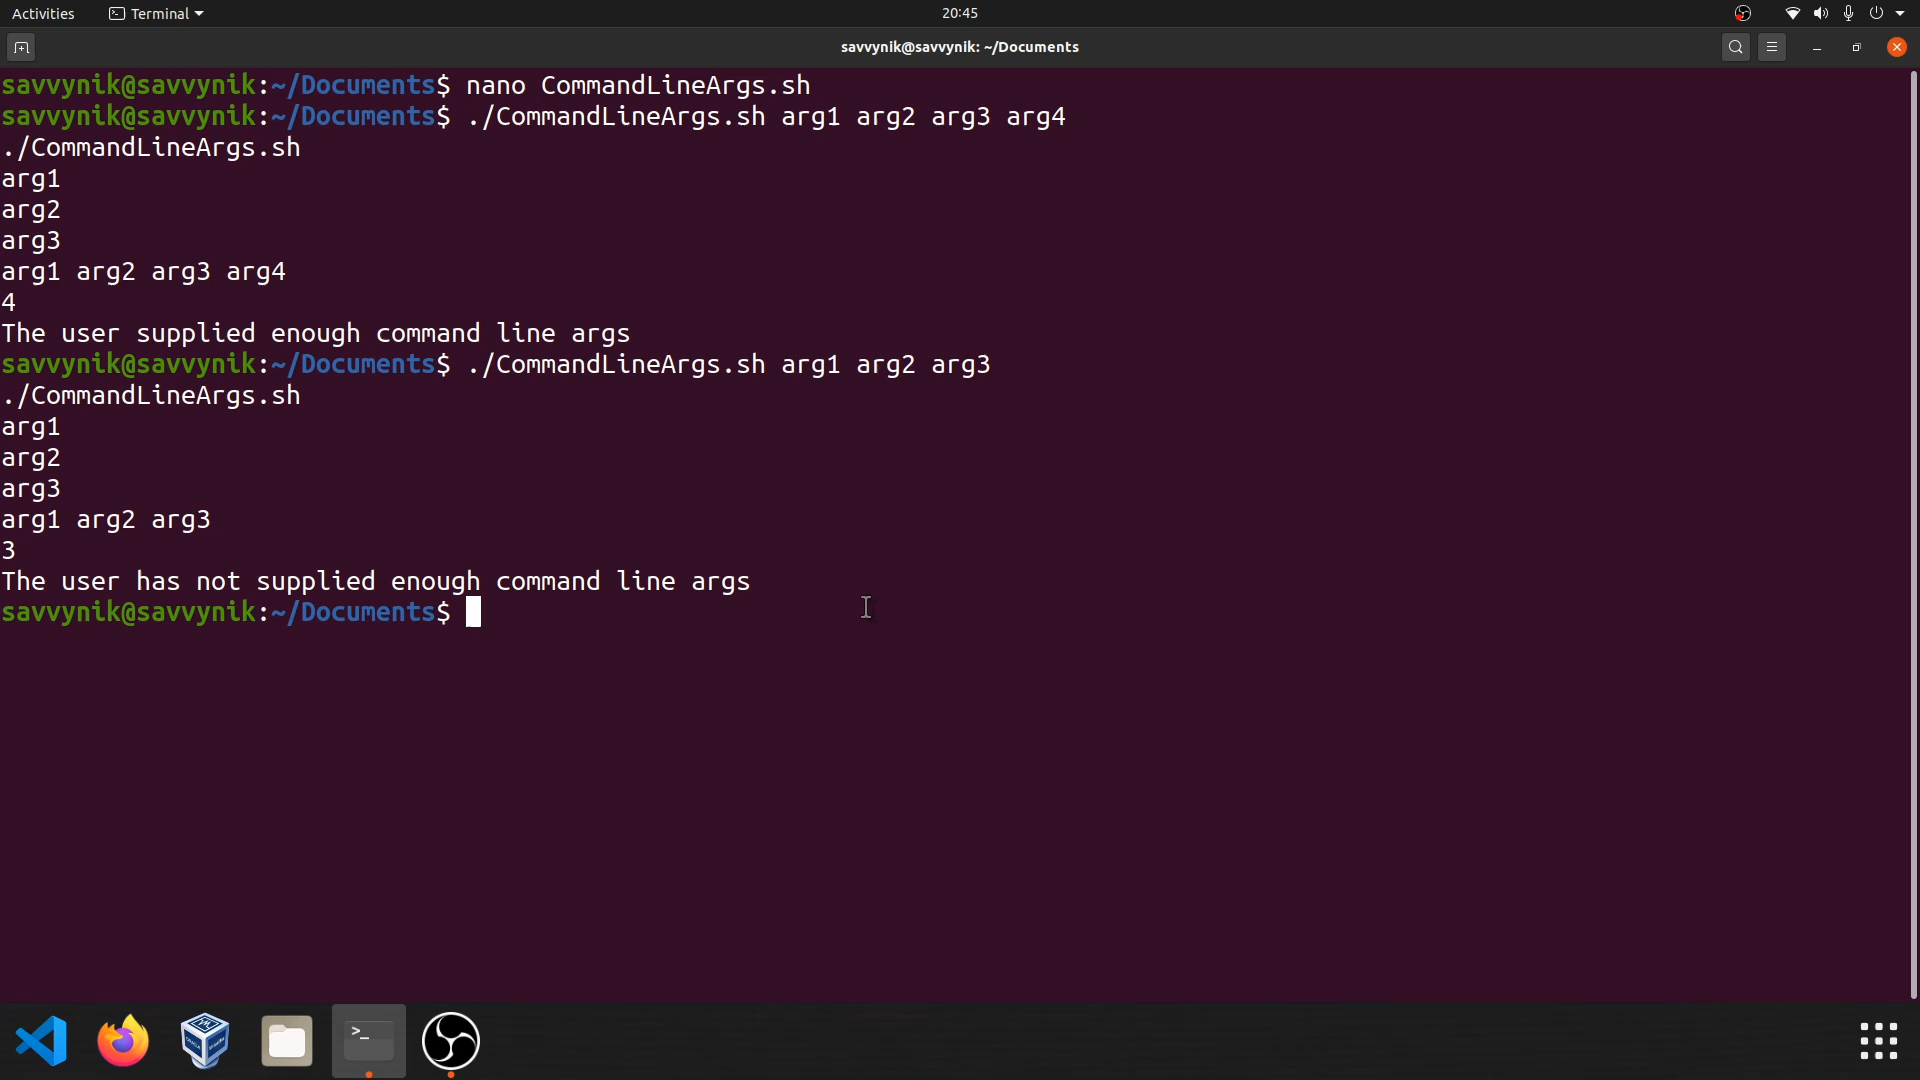 Activities
Terminal
20:45
savvynik@savvynik: ~/Documents
savvynik@savvynik:~/Documents$ nano CommandLineArgs.sh
savvynik@savvynik:~/Documents$ ./CommandLineArgs.sh arg1 arg2 arg3 arg4
./CommandLineArgs.sh
arg1
arg2
arg3
arg1 arg2 arg3 arg4
4
The user supplied enough command line args
savvynik@savvynik:~/Documents$ ./CommandLineArgs.sh arg1 arg2 arg3
./CommandLineArgs.sh
arg1
arg2
arg3
arg1 arg2 arg3
3
The user has not supplied enough command line args
savvynik@savvynik:~/Documents$